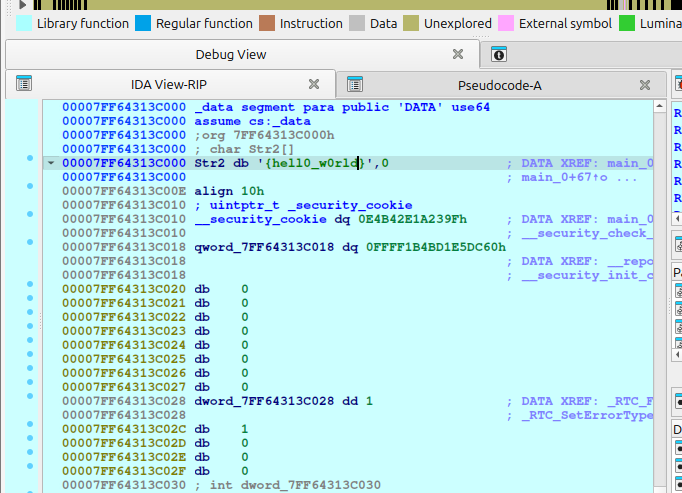 Library function Regular function Instruction Data Unexplored External symbol Lumina
Debug View
IDA View-RIP Pseudocode-A
00007FF64313C000 _data segment para public 'DATA' use64
00007FF64313C000 assume cs:_data
00007FF64313C000 ;org 7FF64313C000h
00007FF64313C000 ; char Str2[]
00007FF64313C000 Str2 db '{hell0_w0rld}',0 ; DATA XREF: main_0
00007FF64313C000 ; main_0+67↑o ...
00007FF64313C00E align 10h
00007FF64313C010 ; uintptr_t _security_cookie
00007FF64313C010 __security_cookie dq 0E4B42E1A239Fh ; DATA XREF: main_0
00007FF64313C010 ; __security_check_
00007FF64313C018 qword_7FF64313C018 dq 0FFFF1B4BD1E5DC60h
00007FF64313C018 ; DATA XREF: __repo
00007FF64313C018 ; __security_init_c
00007FF64313C020 db 0
00007FF64313C021 db 0
00007FF64313C022 db 0
00007FF64313C023 db 0
00007FF64313C024 db 0
00007FF64313C025 db 0
00007FF64313C026 db 0
00007FF64313C027 db 0
00007FF64313C028 dword_7FF64313C028 dd 1 ; DATA XREF: _RTC_F
00007FF64313C028 ; _RTC_SetErrorType
00007FF64313C02C db 1
00007FF64313C02D db 0
00007FF64313C02E db 0
00007FF64313C02F db 0
00007FF64313C030 ; int dword_7FF64313C030